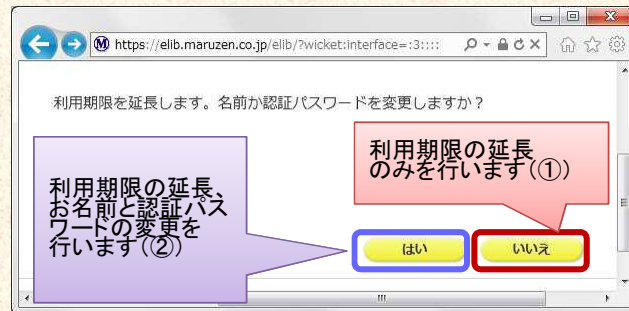 https://elib.maruzen.co.jp/elib/?wicket:interface=:3::::
利用期限を延長します。名前か認証パスワードを変更しますか？
利用期限の延長
のみを行います(①)
利用期限の延長、
お名前と認証パス
ワードの変更を
行います(②)
はい
いいえ